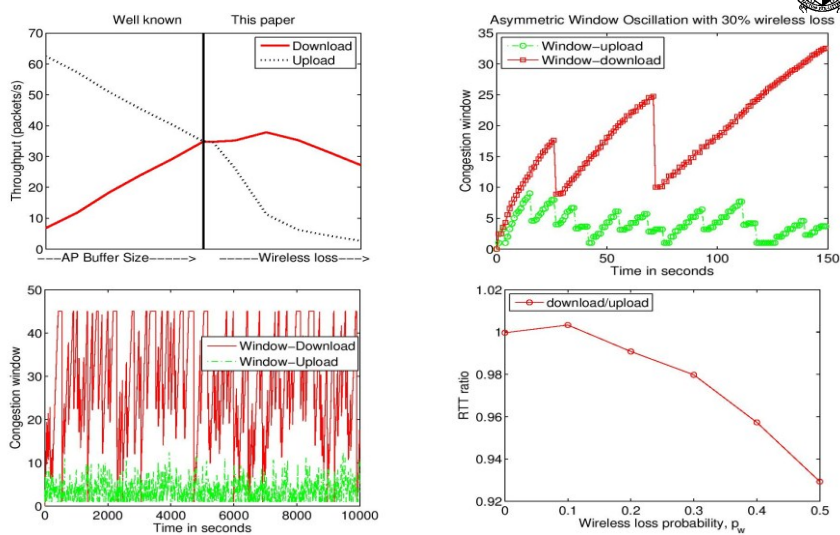 Well known This paper
70
60
50
40
30
20
10
0
Throughput (packets/s)
Download
Upload
----AP Buffer Size-----> -----Wireless loss--->
Asymmetric Window Oscillation with 30% wireless loss
35
30
25
20
15
10
5
0
Congestion window
Window-upload
Window-download
0 50 100 150
Time in seconds
50
40
30
20
10
0
Congestion window
Window-Download
Window-Upload
0 2000 4000 6000 8000 10000
Time in seconds
1.02
1
0.98
0.96
0.94
0.92
RTT ratio
download/upload
0 0.1 0.2 0.3 0.4 0.5
Wireless loss probability, p_w